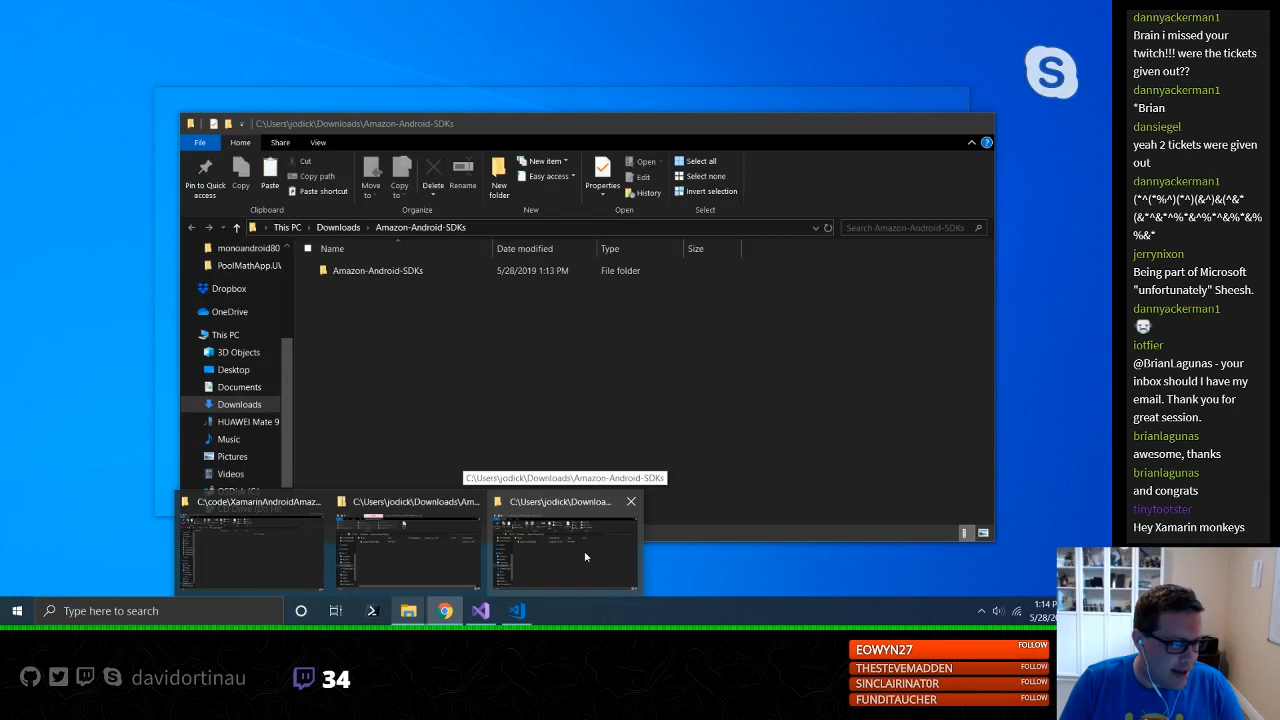 C:\Users\jodick\Downloads\Amazon-Android-SDKs
File Home Share View
Pin to Quick access
Copy
Paste
Cut
Copy path
Paste shortcut
Clipboard
Move to
Copy to
Delete
Rename
Organize
New folder
New item
Easy access
New
Properties
Open
Edit
History
Open
Select all
Select none
Invert selection
Select
This PC Downloads Amazon-Android-SDKs
Search Amazon-Android-SDKs
Name Date modified Type Size
Amazon-Android-SDKs 5/28/2019 1:13 PM File folder
monoandroid80
PoolMathApp.UV
Dropbox
OneDrive
This PC
3D Objects
Desktop
Documents
Downloads
HUAWEI Mate 9
Music
Pictures
Videos
C:\Users\jodick\Downloads\Amazon-Android-SDKs
C:\code\XamarinAndroidAmaz...
C:\Users\jodick\Downloads\Am...
C:\Users\jodick\Downloa...
Type here to search
1:14 P
5/28/20
S
dannyackerman1
Brain i missed your
twitch!!! were the tickets
given out??
dannyackerman1
*Brian
dansiegel
yeah 2 tickets were given
out
dannyackerman1
(*^(*%^)(*^)(&^)&(^&*
(&*^&*^%*&^%*^&%*&%
%&*
jerrynixon
Being part of Microsoft
"unfortunately" Sheesh.
dannyackerman1
iotfier
@BrianLagunas - your
inbox should I have my
email. Thank you for
great session.
brianlagunas
awesome, thanks
brianlagunas
and congrats
tinytootster
Hey Xamarin monkeys
davidortinau
34
EOWYN27 FOLLOW
THESTEVEMADDEN FOLLOW
SINCLAIRINAT0R FOLLOW
FUNDITAUCHER FOLLOW